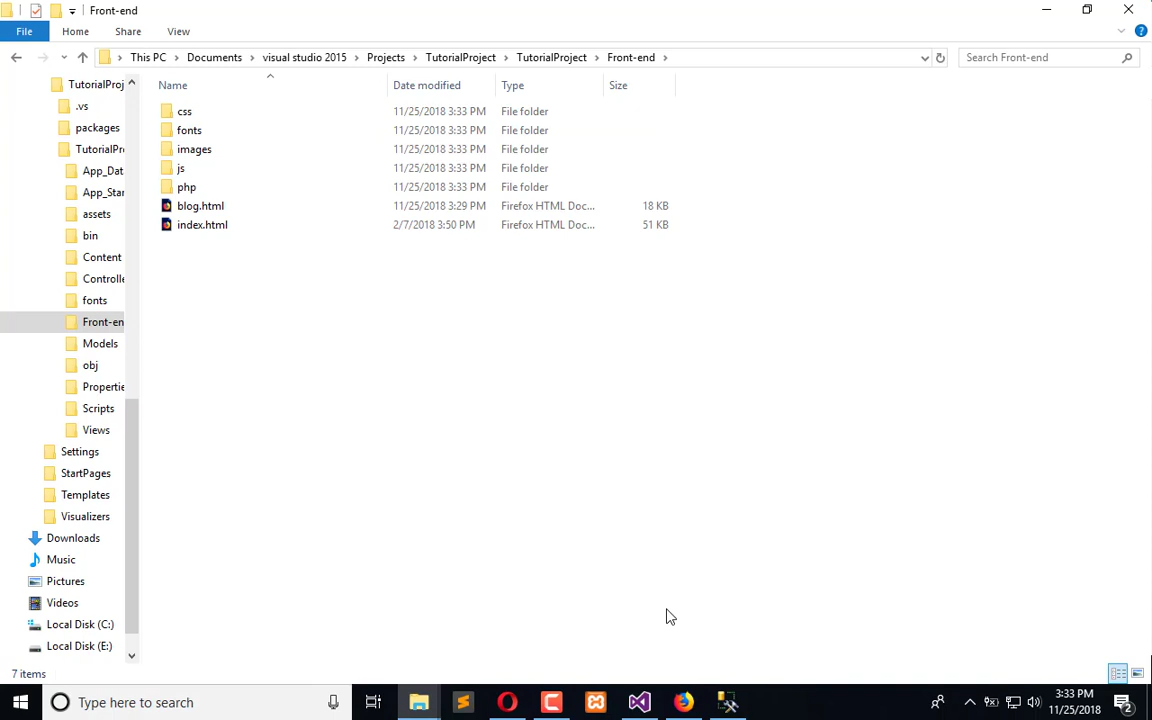 Front-end
File
Home
Share
View
This PC
Documents
visual studio 2015
Projects
TutorialProject
TutorialProject
Front-end
Search Front-end
TutorialProj
.vs
packages
TutorialPr
App_Dat
App_Star
assets
bin
Content
Controlle
fonts
Front-en
Models
obj
Propertie
Scripts
Views
Settings
StartPages
Templates
Visualizers
Downloads
Music
Pictures
Videos
Local Disk (C:)
Local Disk (E:)
Name Date modified Type Size
css 11/25/2018 3:33 PM File folder
fonts 11/25/2018 3:33 PM File folder
images 11/25/2018 3:33 PM File folder
js 11/25/2018 3:33 PM File folder
php 11/25/2018 3:33 PM File folder
blog.html 11/25/2018 3:29 PM Firefox HTML Doc... 18 KB
index.html 2/7/2018 3:50 PM Firefox HTML Doc... 51 KB
7 items
Type here to search
3:33 PM
11/25/2018
2